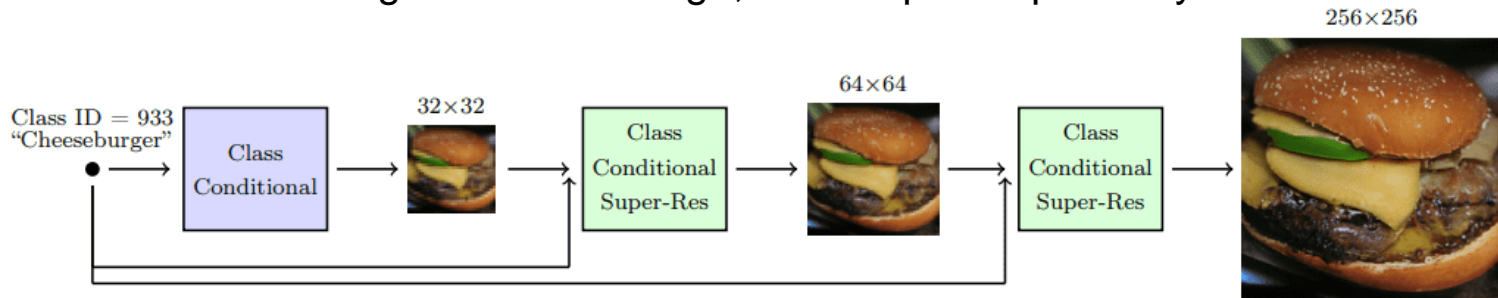 256×256
Class ID = 933
“Cheeseburger”
Class
Conditional
32×32
Class
Conditional
Super-Res
64×64
Class
Conditional
Super-Res